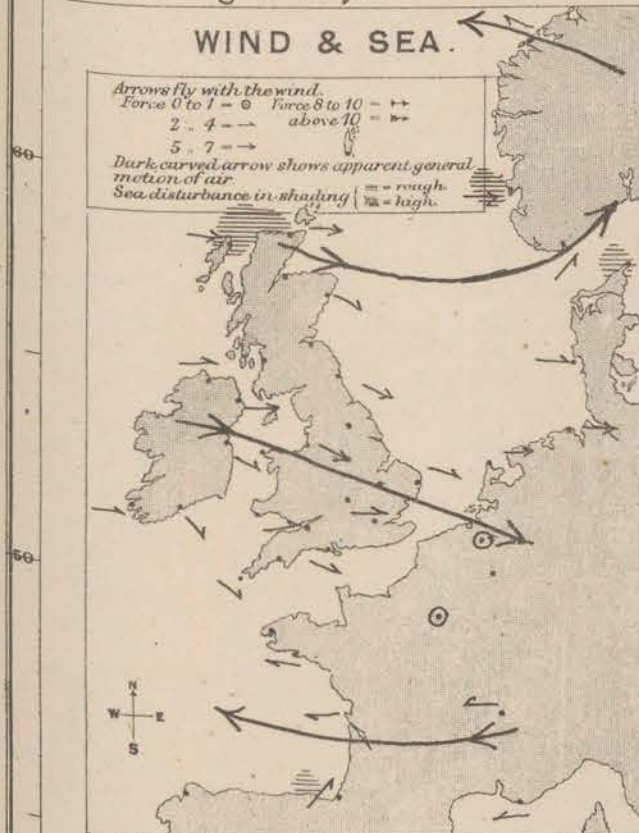 WIND & SEA.
Arrows fly with the wind.
Force 0 to 1 = Force 8 to 10 =
2 „ 4 = above 10 =
5 „ 7 =
Dark curved arrow shows apparent general
motion of air
Sea disturbance in shading { = rough.
= high.
60
50
N
W E
S